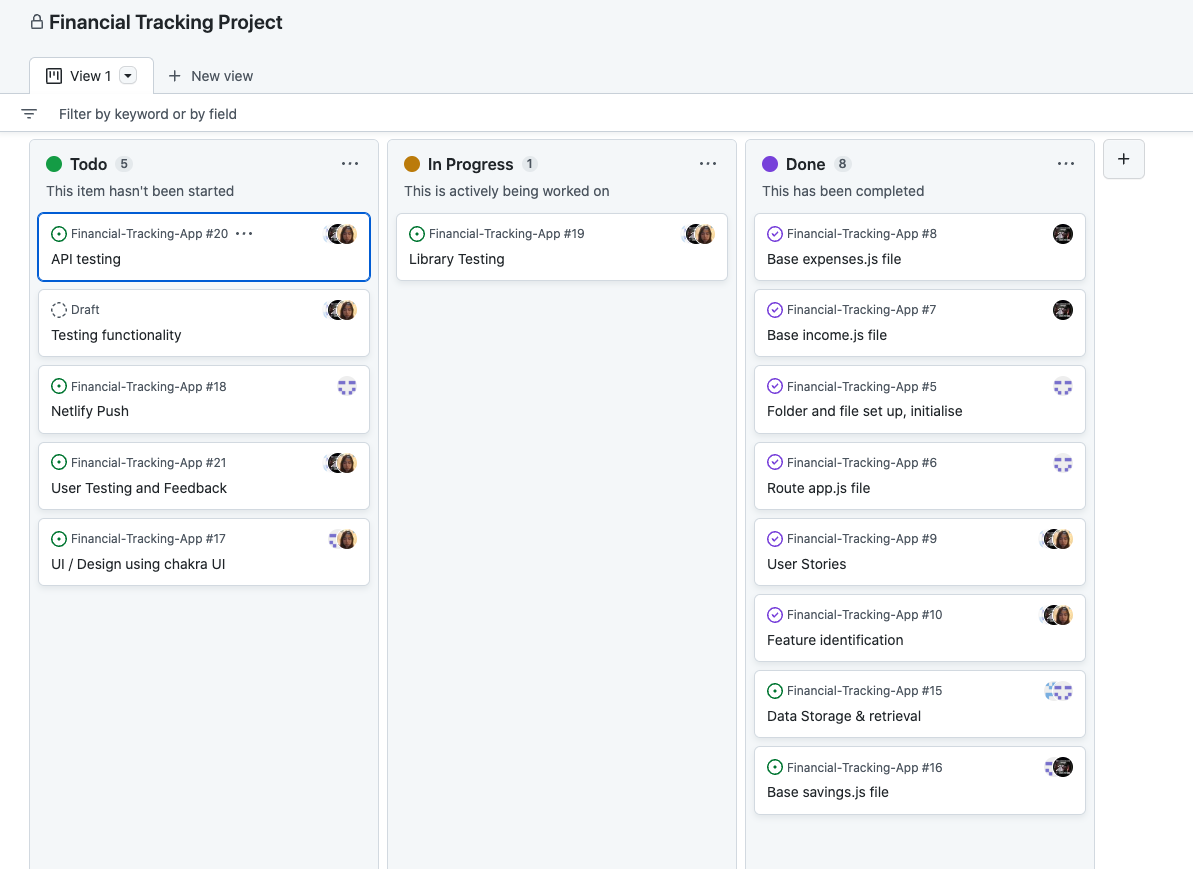 Financial Tracking Project
View 1
New view
Filter by keyword or by field
Todo 5
This item hasn't been started
Financial-Tracking-App #20
API testing
Draft
Testing functionality
Financial-Tracking-App #18
Netlify Push
Financial-Tracking-App #21
User Testing and Feedback
Financial-Tracking-App #17
UI / Design using chakra UI
In Progress 1
This is actively being worked on
Financial-Tracking-App #19
Library Testing
Done 8
This has been completed
Financial-Tracking-App #8
Base expenses.js file
Financial-Tracking-App #7
Base income.js file
Financial-Tracking-App #5
Folder and file set up, initialise
Financial-Tracking-App #6
Route app.js file
Financial-Tracking-App #9
User Stories
Financial-Tracking-App #10
Feature identification
Financial-Tracking-App #15
Data Storage & retrieval
Financial-Tracking-App #16
Base savings.js file